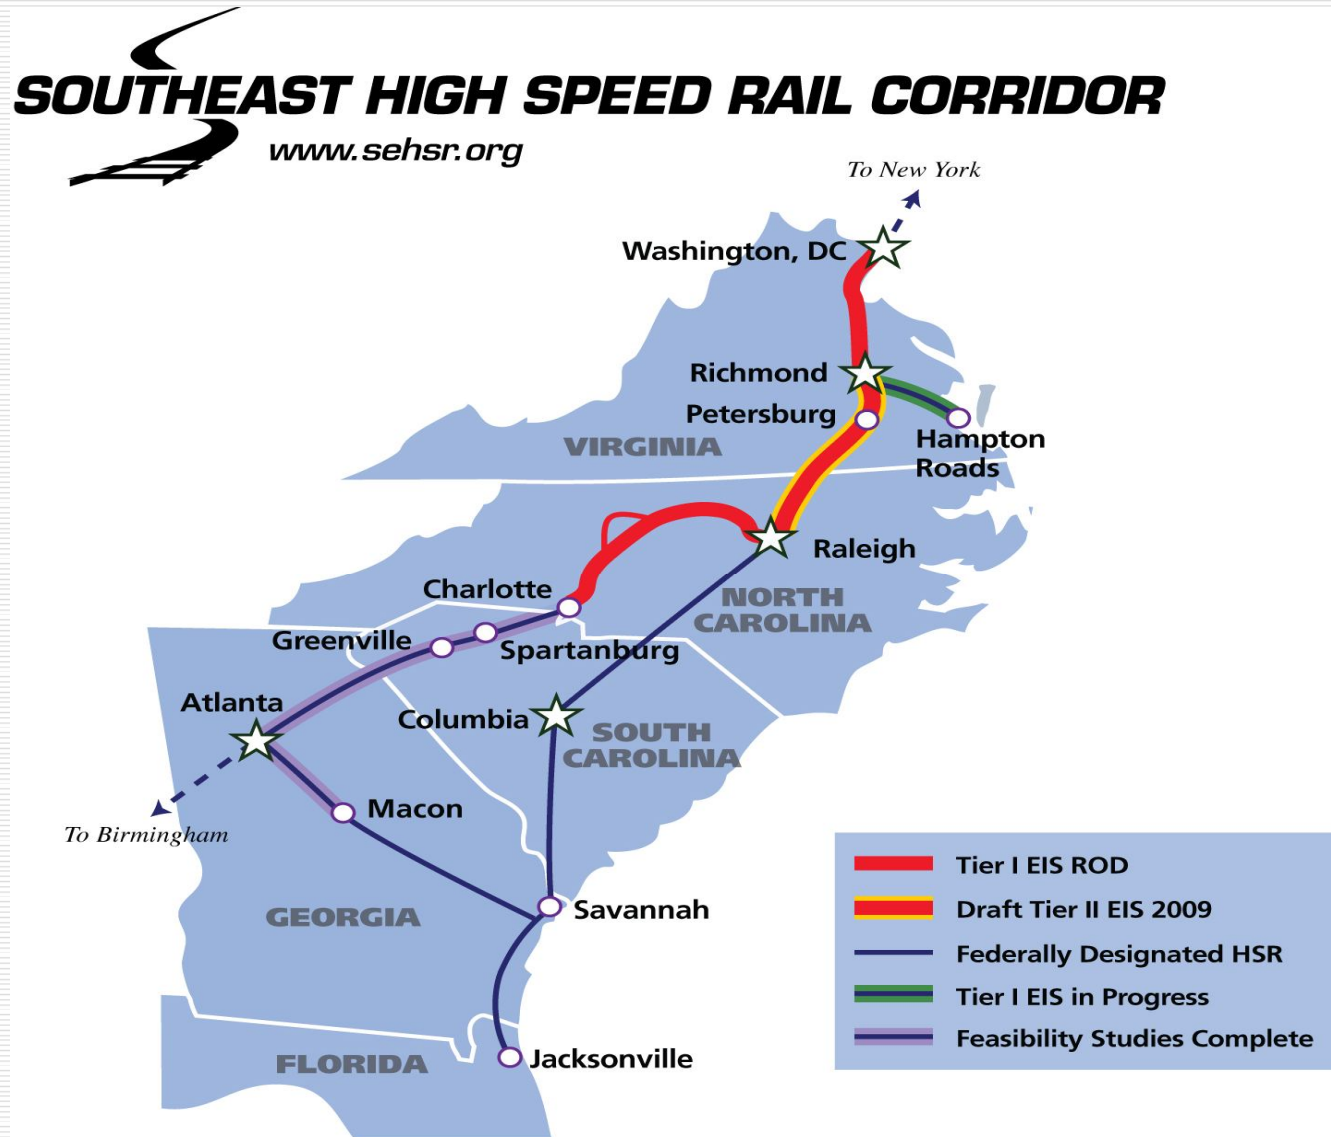 SOUTHEAST HIGH SPEED RAIL CORRIDOR
www.sehsr.org
To New York
Washington, DC
Richmond
Petersburg
Hampton
Roads
VIRGINIA
Raleigh
Charlotte
NORTH
CAROLINA
Greenville
Spartanburg
Atlanta
Columbia
SOUTH
CAROLINA
Macon
To Birmingham
Savannah
GEORGIA
Jacksonville
FLORIDA
Tier I EIS ROD
Draft Tier II EIS 2009
Federally Designated HSR
Tier I EIS in Progress
Feasibility Studies Complete